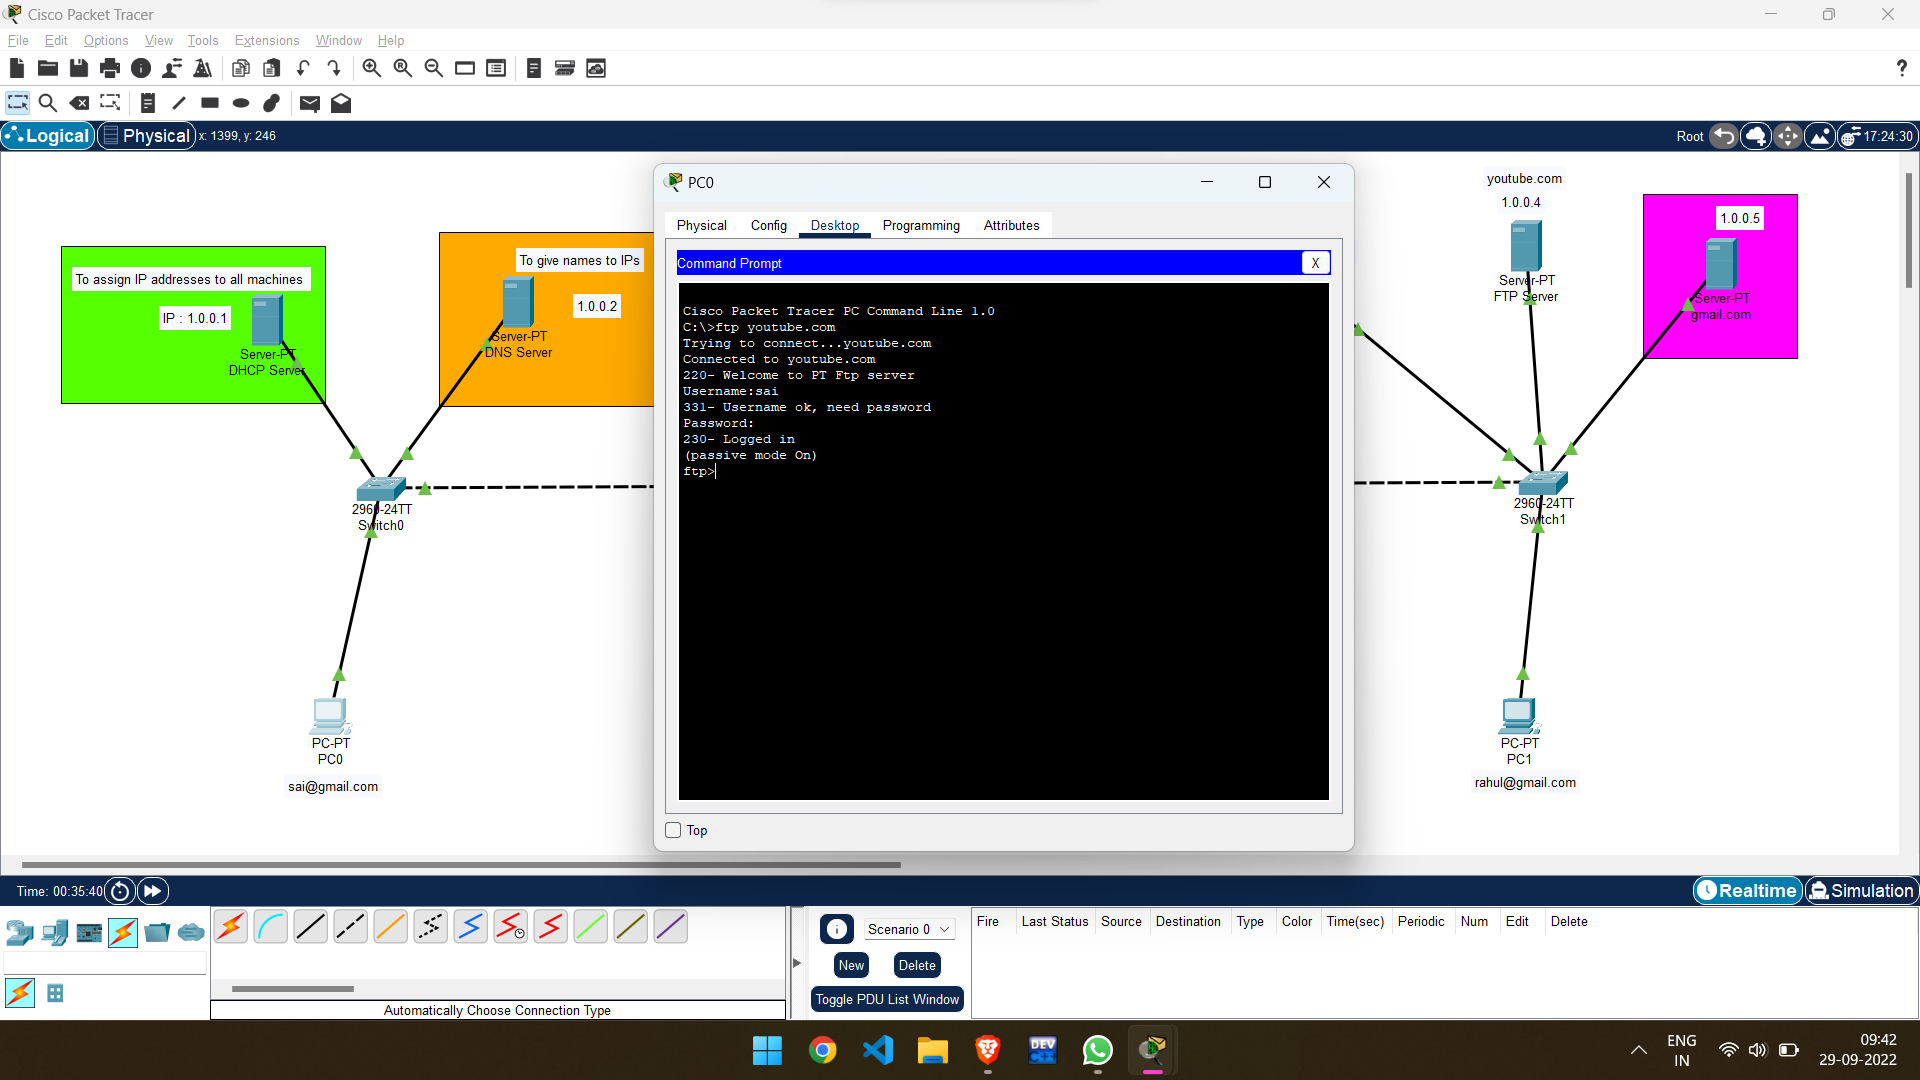 Cisco Packet Tracer
File Edit Options View Tools Extensions Window Help
?
Logical Physical x: 1399, y: 246
Root 17:24:30
To assign IP addresses to all machines
IP : 1.0.0.1
Server-PT
DHCP Server
To give names to IPs
1.0.0.2
Server-PT
DNS Server
2960-24TT
Switch0
PC-PT
PC0
sai@gmail.com
PC0
Physical Config Desktop Programming Attributes
Command Prompt X
Cisco Packet Tracer PC Command Line 1.0
C:\>ftp youtube.com
Trying to connect...youtube.com
Connected to youtube.com
220- Welcome to PT Ftp server
Username:sai
331- Username ok, need password
Password:
230- Logged in
(passive mode On)
ftp>
Top
youtube.com
1.0.0.4
Server-PT
FTP Server
1.0.0.5
Server-PT
gmail.com
2960-24TT
Switch1
PC-PT
PC1
rahul@gmail.com
Time: 00:35:40
Realtime Simulation
Automatically Choose Connection Type
Scenario 0
New Delete
Toggle PDU List Window
Fire Last Status Source Destination Type Color Time(sec) Periodic Num Edit Delete
DEV
C++
ENG
IN
09:42
29-09-2022